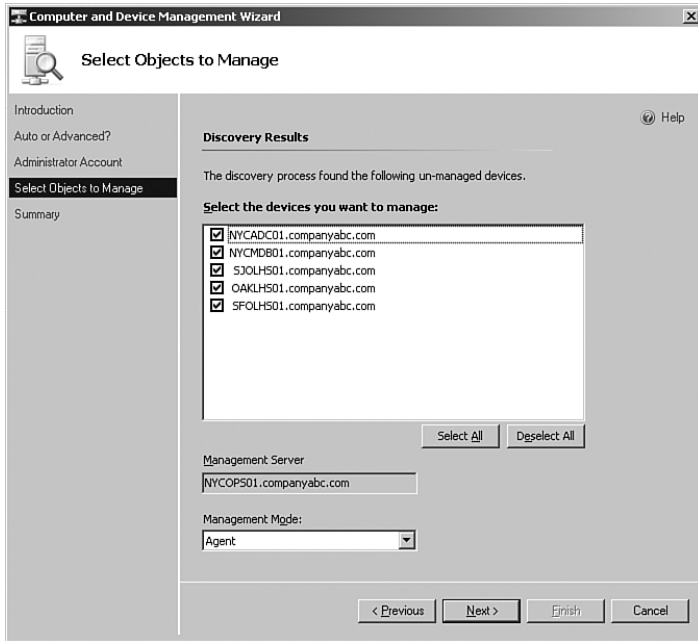 Computer and Device Management Wizard
Select Objects to Manage
Introduction
Auto or Advanced?
Administrator Account
Select Objects to Manage
Summary
Help
Discovery Results
The discovery process found the following un-managed devices.
Select the devices you want to manage:
NYCADC01.companyabc.com
NYCMDB01.companyabc.com
SJOLHS01.companyabc.com
OAKLHS01.companyabc.com
SFOLHS01.companyabc.com
Select All
Deselect All
Management Server
NYCOPS01.companyabc.com
Management Mode:
Agent
< Previous
Next >
Finish
Cancel